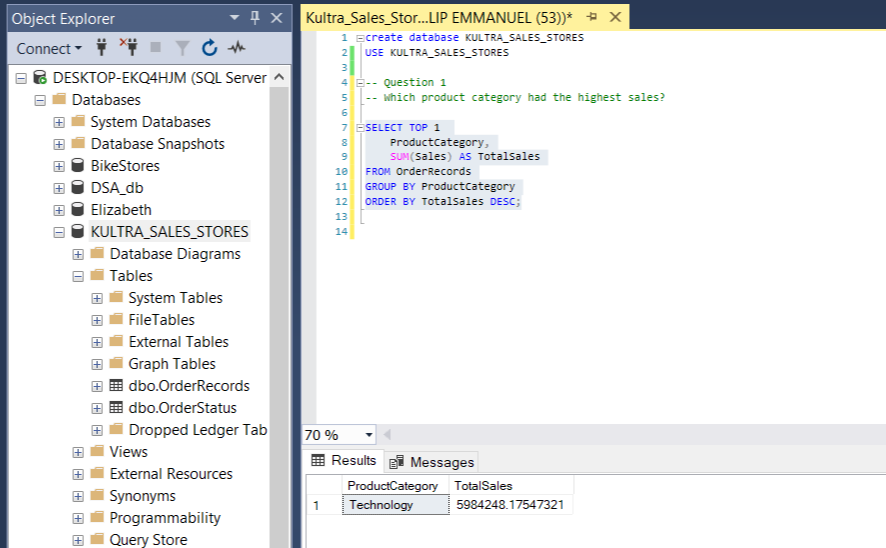 Object Explorer
Connect
DESKTOP-EKQ4HJM (SQL Server
Databases
System Databases
Database Snapshots
BikeStores
DSA_db
Elizabeth
KULTRA_SALES_STORES
Database Diagrams
Tables
System Tables
FileTables
External Tables
Graph Tables
dbo.OrderRecords
dbo.OrderStatus
Dropped Ledger Tab
Views
External Resources
Synonyms
Programmability
Query Store
Kultra_Sales_Stor...LIP EMMANUEL (53))*
1 create database KULTRA_SALES_STORES
2 USE KULTRA_SALES_STORES
3
4 -- Question 1
5 -- Which product category had the highest sales?
6
7 SELECT TOP 1
8 ProductCategory,
9 SUM(Sales) AS TotalSales
10 FROM OrderRecords
11 GROUP BY ProductCategory
12 ORDER BY TotalSales DESC;
13
14
70 %
Results Messages
ProductCategory TotalSales
1 Technology 5984248.17547321